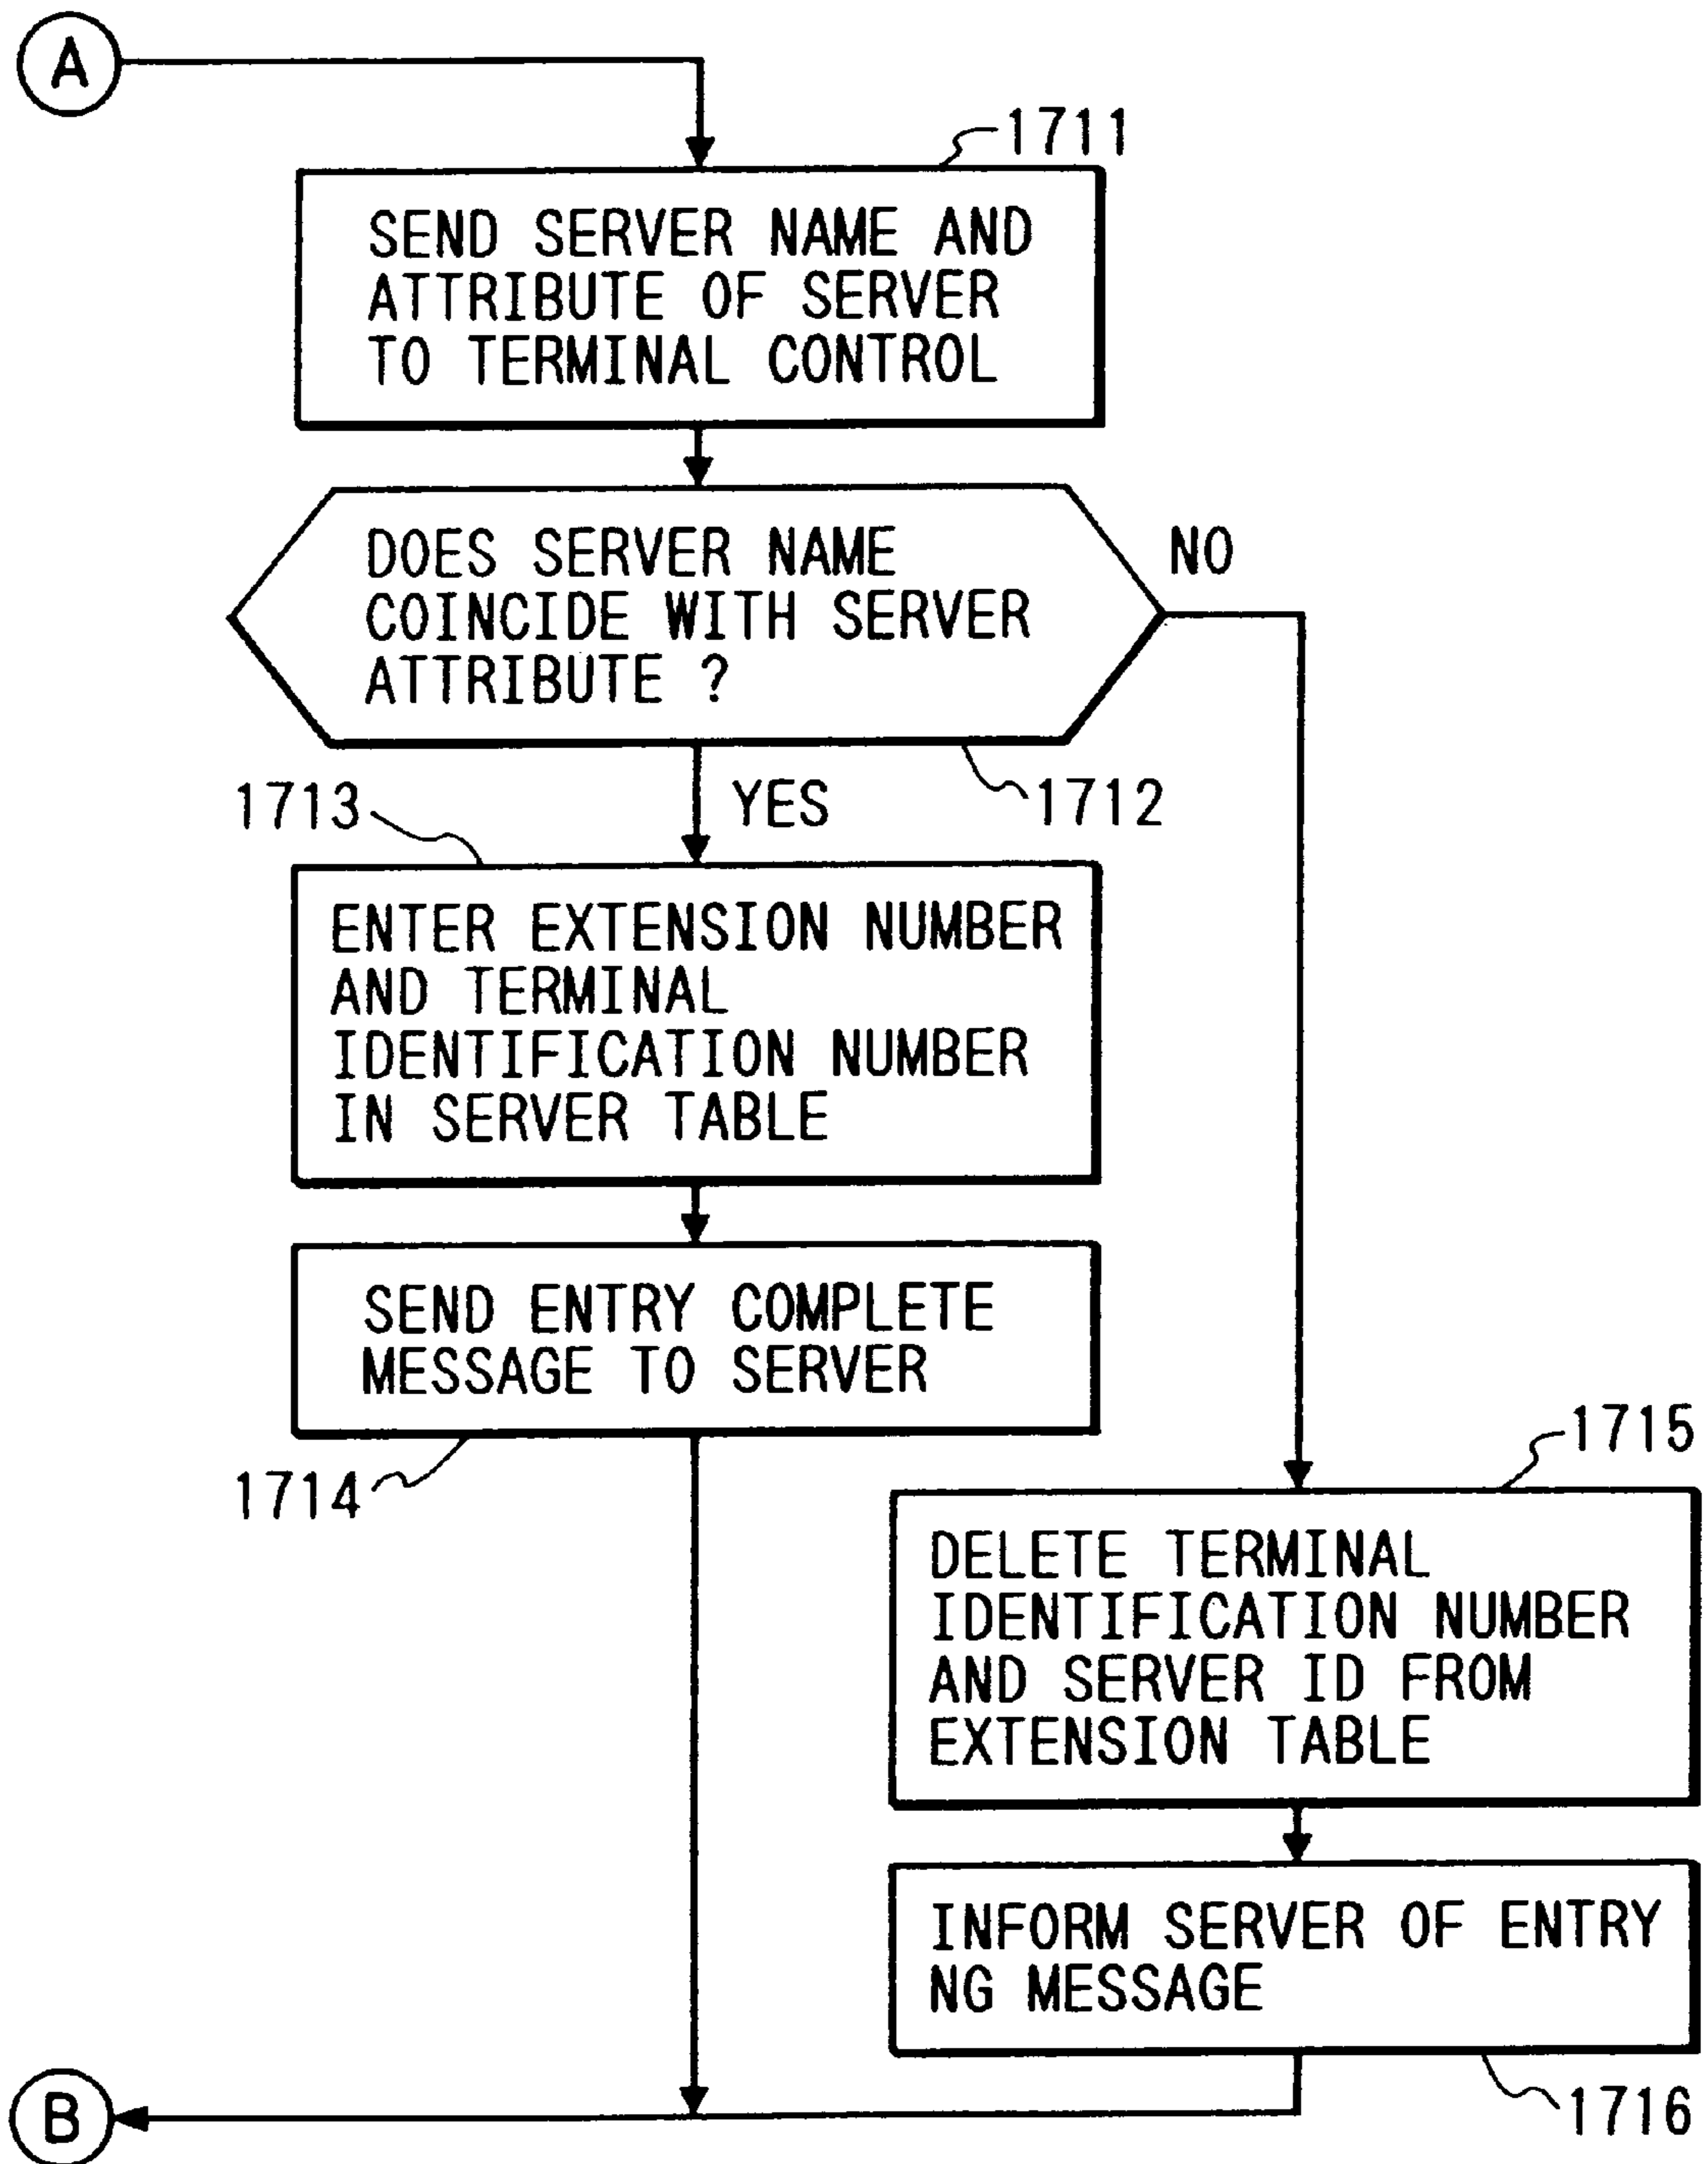 A
1711
SEND SERVER NAME AND
ATTRIBUTE OF SERVER
TO TERMINAL CONTROL
DOES SERVER NAME
COINCIDE WITH SERVER
ATTRIBUTE ?
NO
YES
1712
1713
ENTER EXTENSION NUMBER
AND TERMINAL
IDENTIFICATION NUMBER
IN SERVER TABLE
SEND ENTRY COMPLETE
MESSAGE TO SERVER
1714
1715
DELETE TERMINAL
IDENTIFICATION NUMBER
AND SERVER ID FROM
EXTENSION TABLE
INFORM SERVER OF ENTRY
NG MESSAGE
1716
B